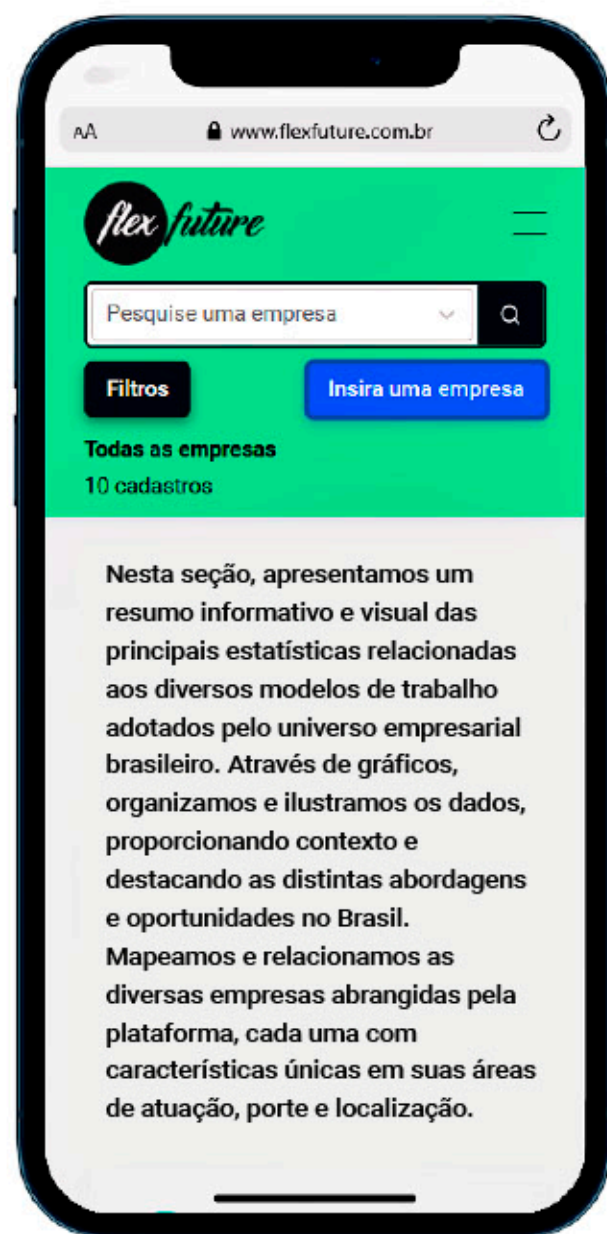 AA www.flexfuture.com.br
flex future
Pesquise uma empresa
Filtros Insira uma empresa
Todas as empresas
10 cadastros
Nesta seção, apresentamos um
resumo informativo e visual das
principais estatísticas relacionadas
aos diversos modelos de trabalho
adotados pelo universo empresarial
brasileiro. Através de gráficos,
organizamos e ilustramos os dados,
proporcionando contexto e
destacando as distintas abordagens
e oportunidades no Brasil.
Mapeamos e relacionamos as
diversas empresas abrangidas pela
plataforma, cada uma com
características únicas em suas áreas
de atuação, porte e localização.